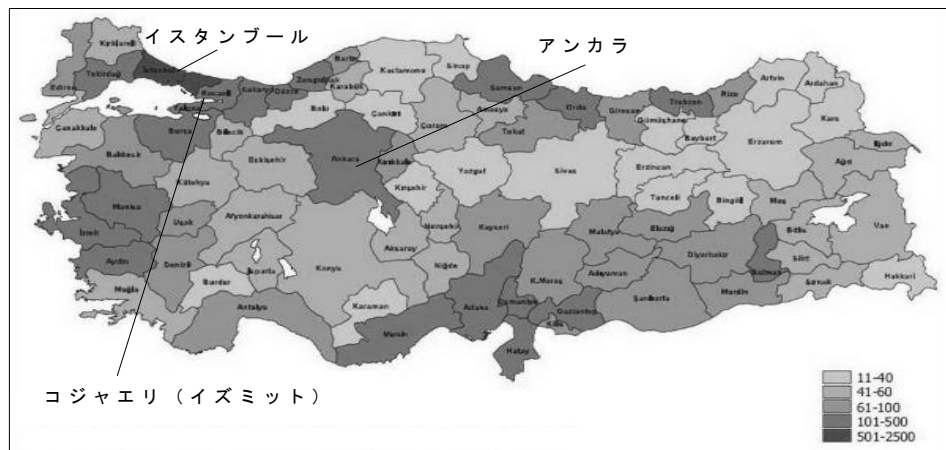 イスタンブール
アンカラ
Kırklareli
Edirne
Tekirdağ
İstanbul
Kocaeli
Sakarya
Düzce
Zonguldak
Bartın
Karabük
Kastamonu
Sinop
Samsun
Ordu
Giresun
Trabzon
Rize
Artvin
Ardahan
Kars
Çanakkale
Bursa
Bilecik
Bolu
Çankırı
Çorum
Amasya
Tokat
Gümüşhane
Bayburt
Erzurum
Ağrı
Iğdır
Balıkesir
Kütahya
Eskişehir
Ankara
Kırıkkale
Kırşehir
Yozgat
Sivas
Erzincan
Tunceli
Bingöl
Muş
Van
Manisa
İzmir
Uşak
Afyonkarahisar
Konya
Aksaray
Nevşehir
Kayseri
Malatya
Elazığ
Diyarbakır
Batman
Bitlis
Siirt
Hakkari
Aydın
Denizli
Isparta
Burdur
Muğla
Antalya
Karaman
Niğde
Mersin
Adana
Osmaniye
K.Maraş
Adıyaman
Gaziantep
Kilis
Şanlıurfa
Mardin
Şırnak
Hatay
コジャエリ（イズミット）
11-40
41-60
61-100
101-500
501-2500